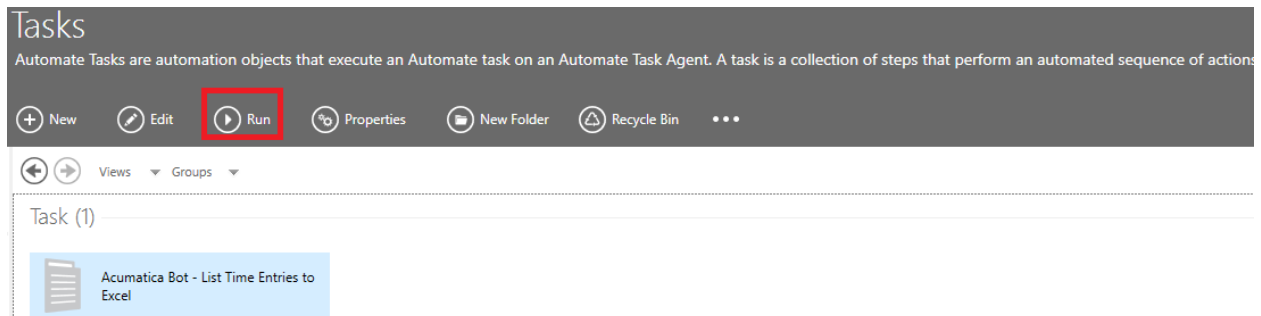 Tasks
Automate Tasks are automation objects that execute an Automate task on an Automate Task Agent. A task is a collection of steps that perform an automated sequence of actions
New Edit Run Properties New Folder Recycle Bin •••
Views Groups
Task (1)
Acumatica Bot - List Time Entries to
Excel